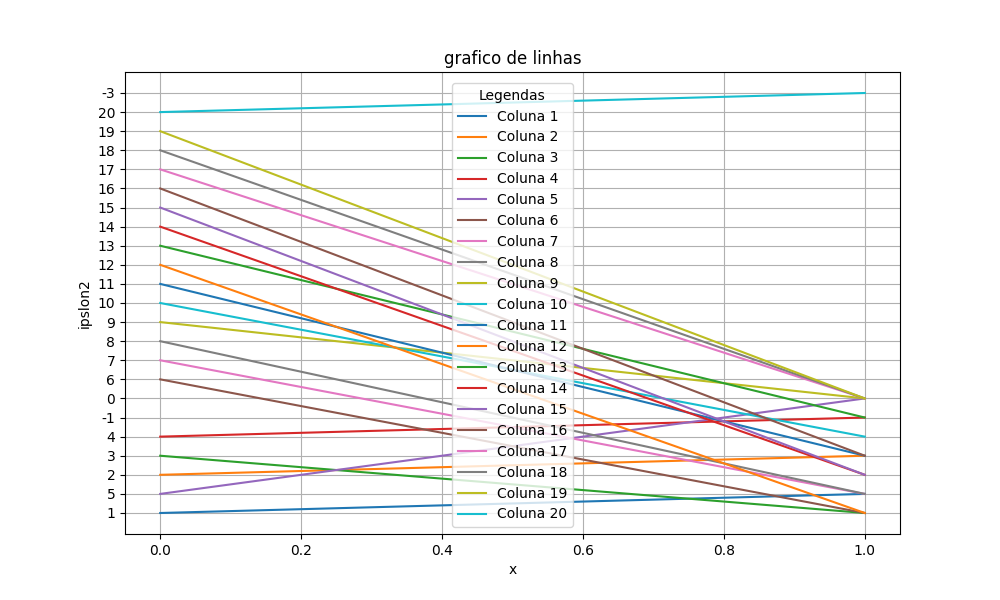 grafico de linhas
-3
20
19
18
17
16
15
14
13
12
11
10
9
8
7
6
0
-1
4
3
2
5
1
ipslon2
Legendas
Coluna 1
Coluna 2
Coluna 3
Coluna 4
Coluna 5
Coluna 6
Coluna 7
Coluna 8
Coluna 9
Coluna 10
Coluna 11
Coluna 12
Coluna 13
Coluna 14
Coluna 15
Coluna 16
Coluna 17
Coluna 18
Coluna 19
Coluna 20
0.0 0.2 0.4 0.6 0.8 1.0
x